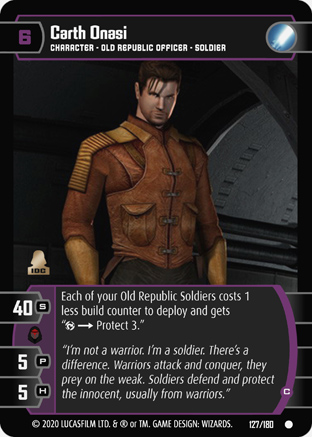 6 Carth Onasi
CHARACTER - OLD REPUBLIC OFFICER - SOLDIER
IDC
40 S
5 P
5 H
Each of your Old Republic Soldiers costs 1
less build counter to deploy and gets
“ → Protect 3.”
“I’m not a warrior. I’m a soldier. There’s a
difference. Warriors attack and conquer, they
prey on the weak. Soldiers defend and protect
the innocent, usually from warriors.”
C
© 2020 LUCASFILM LTD. & ® or TM. GAME DESIGN: WIZARDS. 127/180